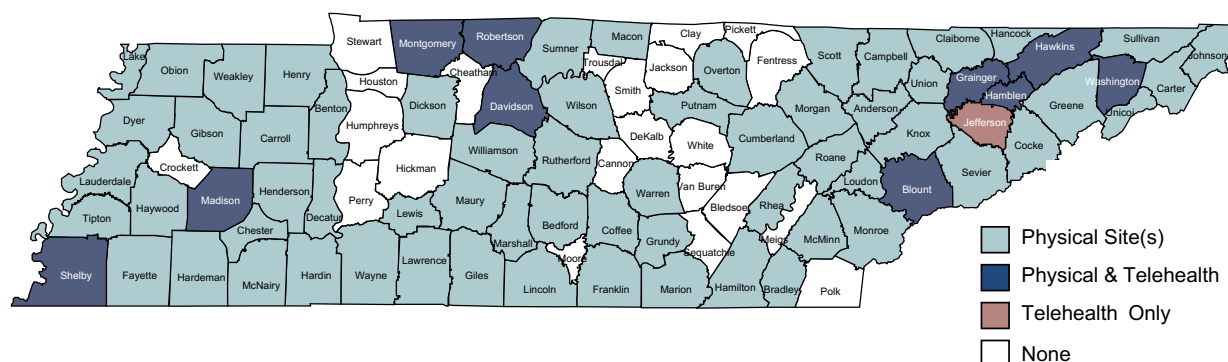 Stewart
Montgomery
Robertson
Sumner
Macon
Clay
Pickett
Lake
Obion
Weakley
Henry
Houston
Cheatham
Trousdal
Jackson
Overton
Fentress
Scott
Campbell
Claiborne
Hancock
Hawkins
Sullivan
Johnson
Grainger
Hamblen
Washington
Carter
Unicoi
Union
Greene
Benton
Dickson
Davidson
Wilson
Smith
Putnam
Morgan
Anderson
Knox
Jefferson
Cocke
Dyer
Gibson
Carroll
Humphreys
Williamson
Rutherford
DeKalb
White
Cumberland
Roane
Loudon
Blount
Sevier
Crockett
Hickman
Cannon
Lauderdale
Madison
Henderson
Perry
Maury
Warren
Van Buren
Bledsoe
Rhea
Tipton
Haywood
Chester
Decatur
Lewis
Marshall
Bedford
Coffee
Grundy
Sequatchie
Meigs
McMinn
Monroe
Physical Site(s)
Shelby
Fayette
Hardeman
McNairy
Hardin
Wayne
Lawrence
Giles
Lincoln
Moore
Franklin
Marion
Hamilton
Bradley
Polk
Physical & Telehealth
Telehealth Only
None